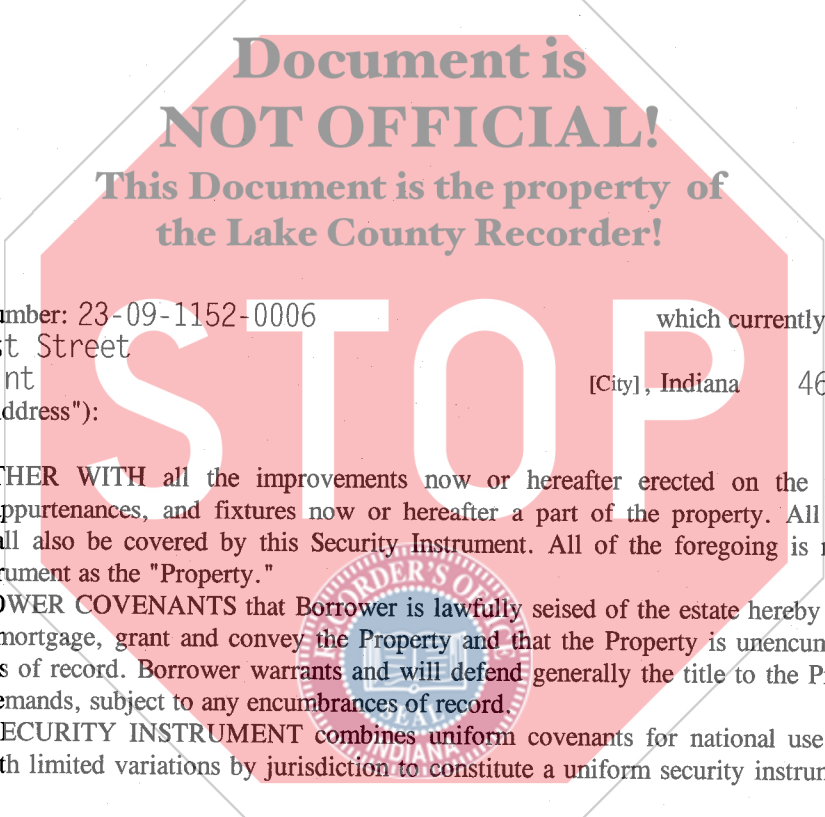 Document is
NOT OFFICIAL!
This Document is the property of
the Lake County Recorder!
STOP
umber: 23-09-1152-0006 which currently
st Street
nt [City], Indiana 46
ddress"):
THER WITH all the improvements now or hereafter erected on the
ppurtenances, and fixtures now or hereafter a part of the property. All
all also be covered by this Security Instrument. All of the foregoing is
rument as the "Property."
OWER COVENANTS that Borrower is lawfully seised of the estate hereby
mortgage, grant and convey the Property and that the Property is unencum
s of record. Borrower warrants and will defend generally the title to the P
emands, subject to any encumbrances of record.
ECURITY INSTRUMENT combines uniform covenants for national use
th limited variations by jurisdiction to constitute a uniform security instrum
RECORDER'S OFFICE
SEAL
INDIANA